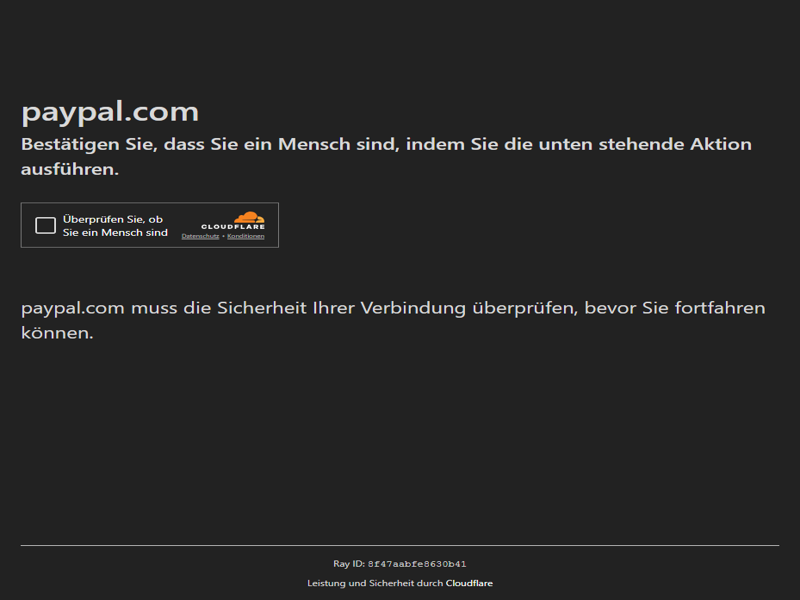 paypal.com
Bestätigen Sie, dass Sie ein Mensch sind, indem Sie die unten stehende Aktion
ausführen.
Überprüfen Sie, ob
Sie ein Mensch sind
CLOUDFLARE
Datenschutz • Konditionen
paypal.com muss die Sicherheit Ihrer Verbindung überprüfen, bevor Sie fortfahren
können.
Ray ID: 8f47aabfe8630b41
Leistung und Sicherheit durch Cloudflare